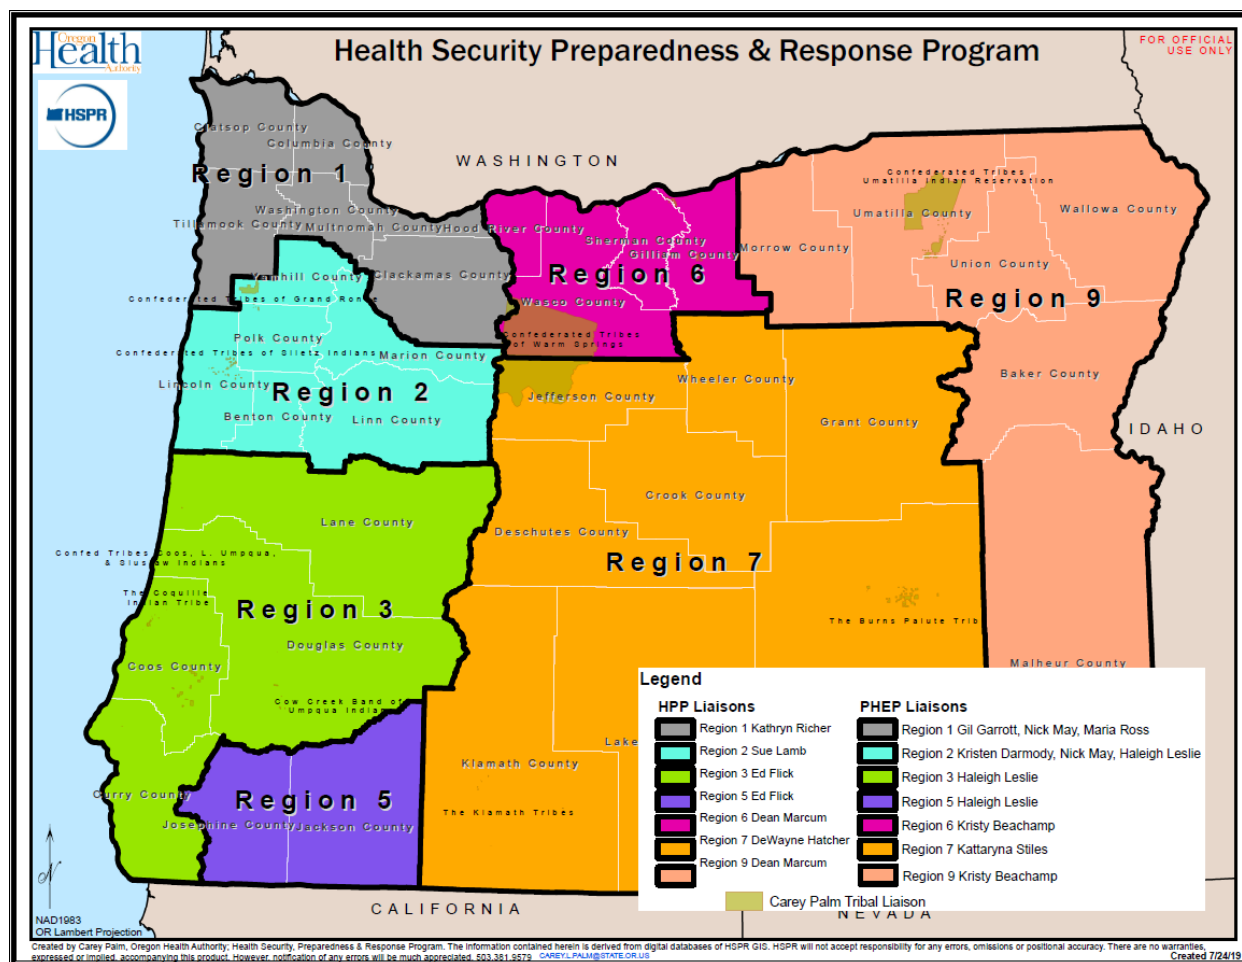 Oregon
Health
Authority
HSPR
Health Security Preparedness & Response Program
FOR OFFICIAL
USE ONLY
WASHINGTON
Clatsop County
Columbia County
Region 1
Washington County
Tillamook County
Multnomah County
Hood River County
Clackamas County
Sherman County
Gilliam County
Region 6
Wasco County
Confederated Tribes
of Warm Springs
Confederated Tribes
Umatilla Indian Reservation
Umatilla County
Wallowa County
Morrow County
Union County
Region 9
Baker County
IDAHO
Yamhill County
Confederated Tribes of Grand Ronde
Polk County
Confederated Tribes of Siletz Indians
Marion County
Lincoln County
Region 2
Benton County
Linn County
Jefferson County
Wheeler County
Grant County
Crook County
Deschutes County
Region 7
The Burns Paiute Trib
Malheur County
Lane County
Confed Tribes Coos, L. Umpqua,
& Siuslaw Indians
The Coquille
Indian Tribe
Region 3
Douglas County
Coos County
Cow Creek Band of
Umpqua Indian
Curry County
Region 5
Josephine County
Jackson County
Klamath County
Lake
The Klamath Tribes
Legend
HPP Liaisons
Region 1 Kathryn Richer
Region 2 Sue Lamb
Region 3 Ed Flick
Region 5 Ed Flick
Region 6 Dean Marcum
Region 7 DeWayne Hatcher
Region 9 Dean Marcum
PHEP Liaisons
Region 1 Gil Garrott, Nick May, Maria Ross
Region 2 Kristen Darmody, Nick May, Haleigh Leslie
Region 3 Haleigh Leslie
Region 5 Haleigh Leslie
Region 6 Kristy Beachamp
Region 7 Kattaryna Stiles
Region 9 Kristy Beachamp
Carey Palm Tribal Liaison
CALIFORNIA
NEVADA
N
NAD1983
OR Lambert Projection
Created by Carey Palm, Oregon Health Authority; Health Security, Preparedness & Response Program. The information contained herein is derived from digital databases of HSPR GIS. HSPR will not accept responsibility for any errors, omissions or positional accuracy. There are no warranties,
expressed or implied, accompanying this product. However, notification of any errors will be much appreciated. 503.381.9579 CAREY.L.PALM@STATE.OR.US
Created 7/24/19